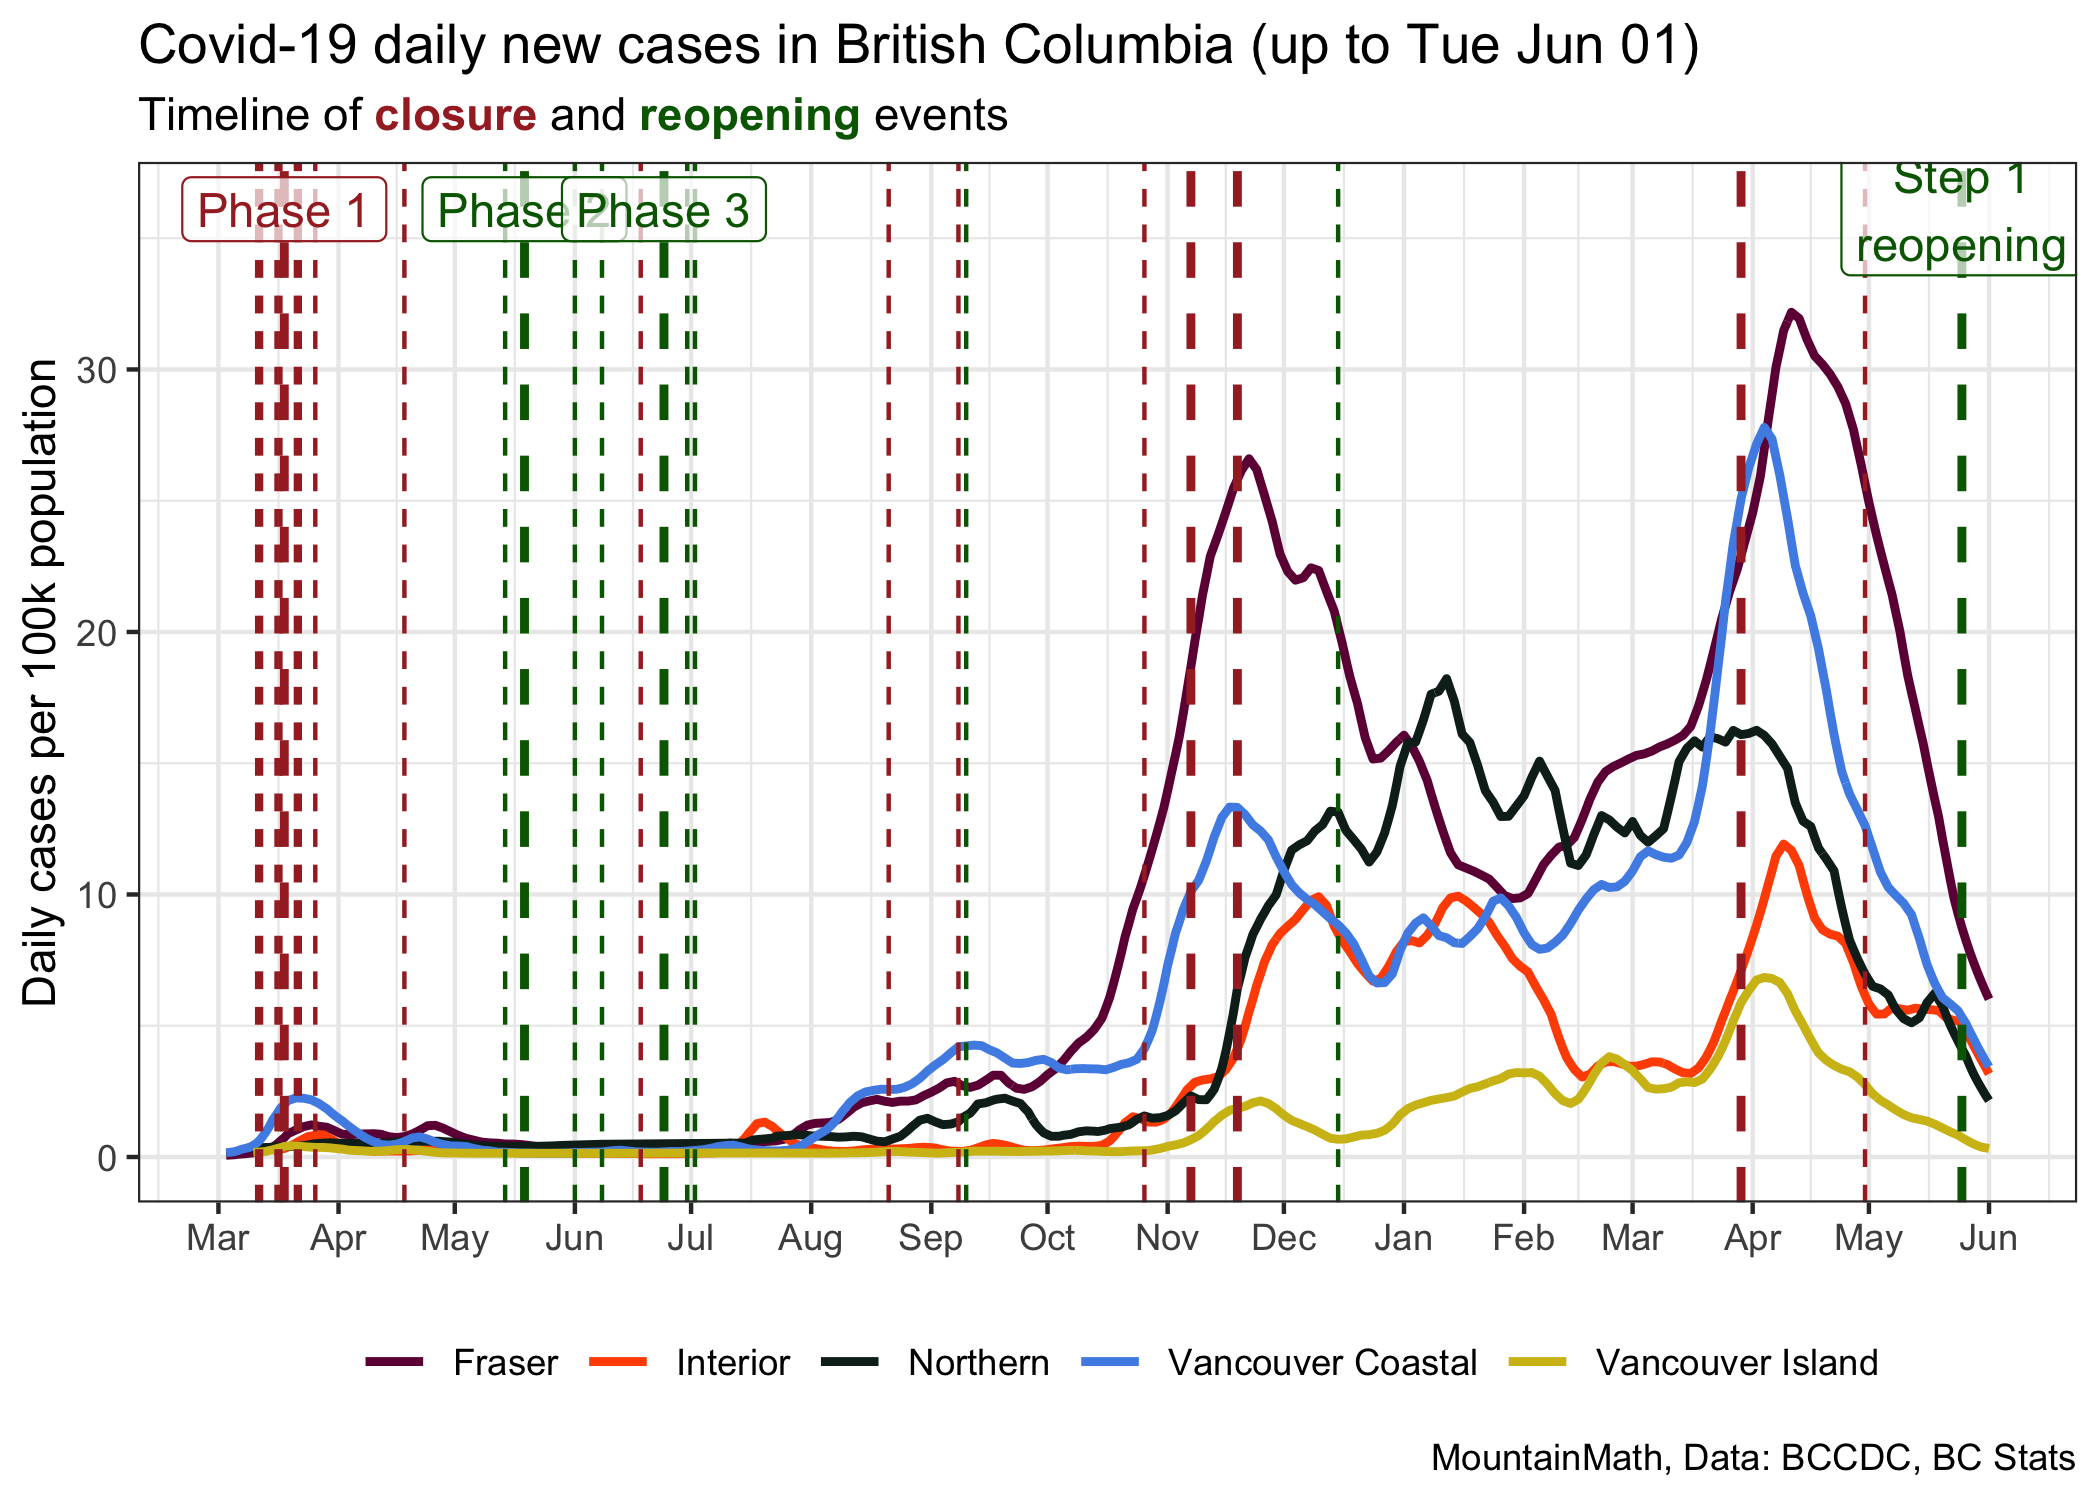 Covid-19 daily new cases in British Columbia (up to Tue Jun 01)
Timeline of closure and reopening events
Phase 1
Phase 2
Phase 3
Step 1
reopening
Daily cases per 100k population
30
20
10
0
Mar Apr May Jun Jul Aug Sep Oct Nov Dec Jan Feb Mar Apr May Jun
Fraser Interior Northern Vancouver Coastal Vancouver Island
MountainMath, Data: BCCDC, BC Stats